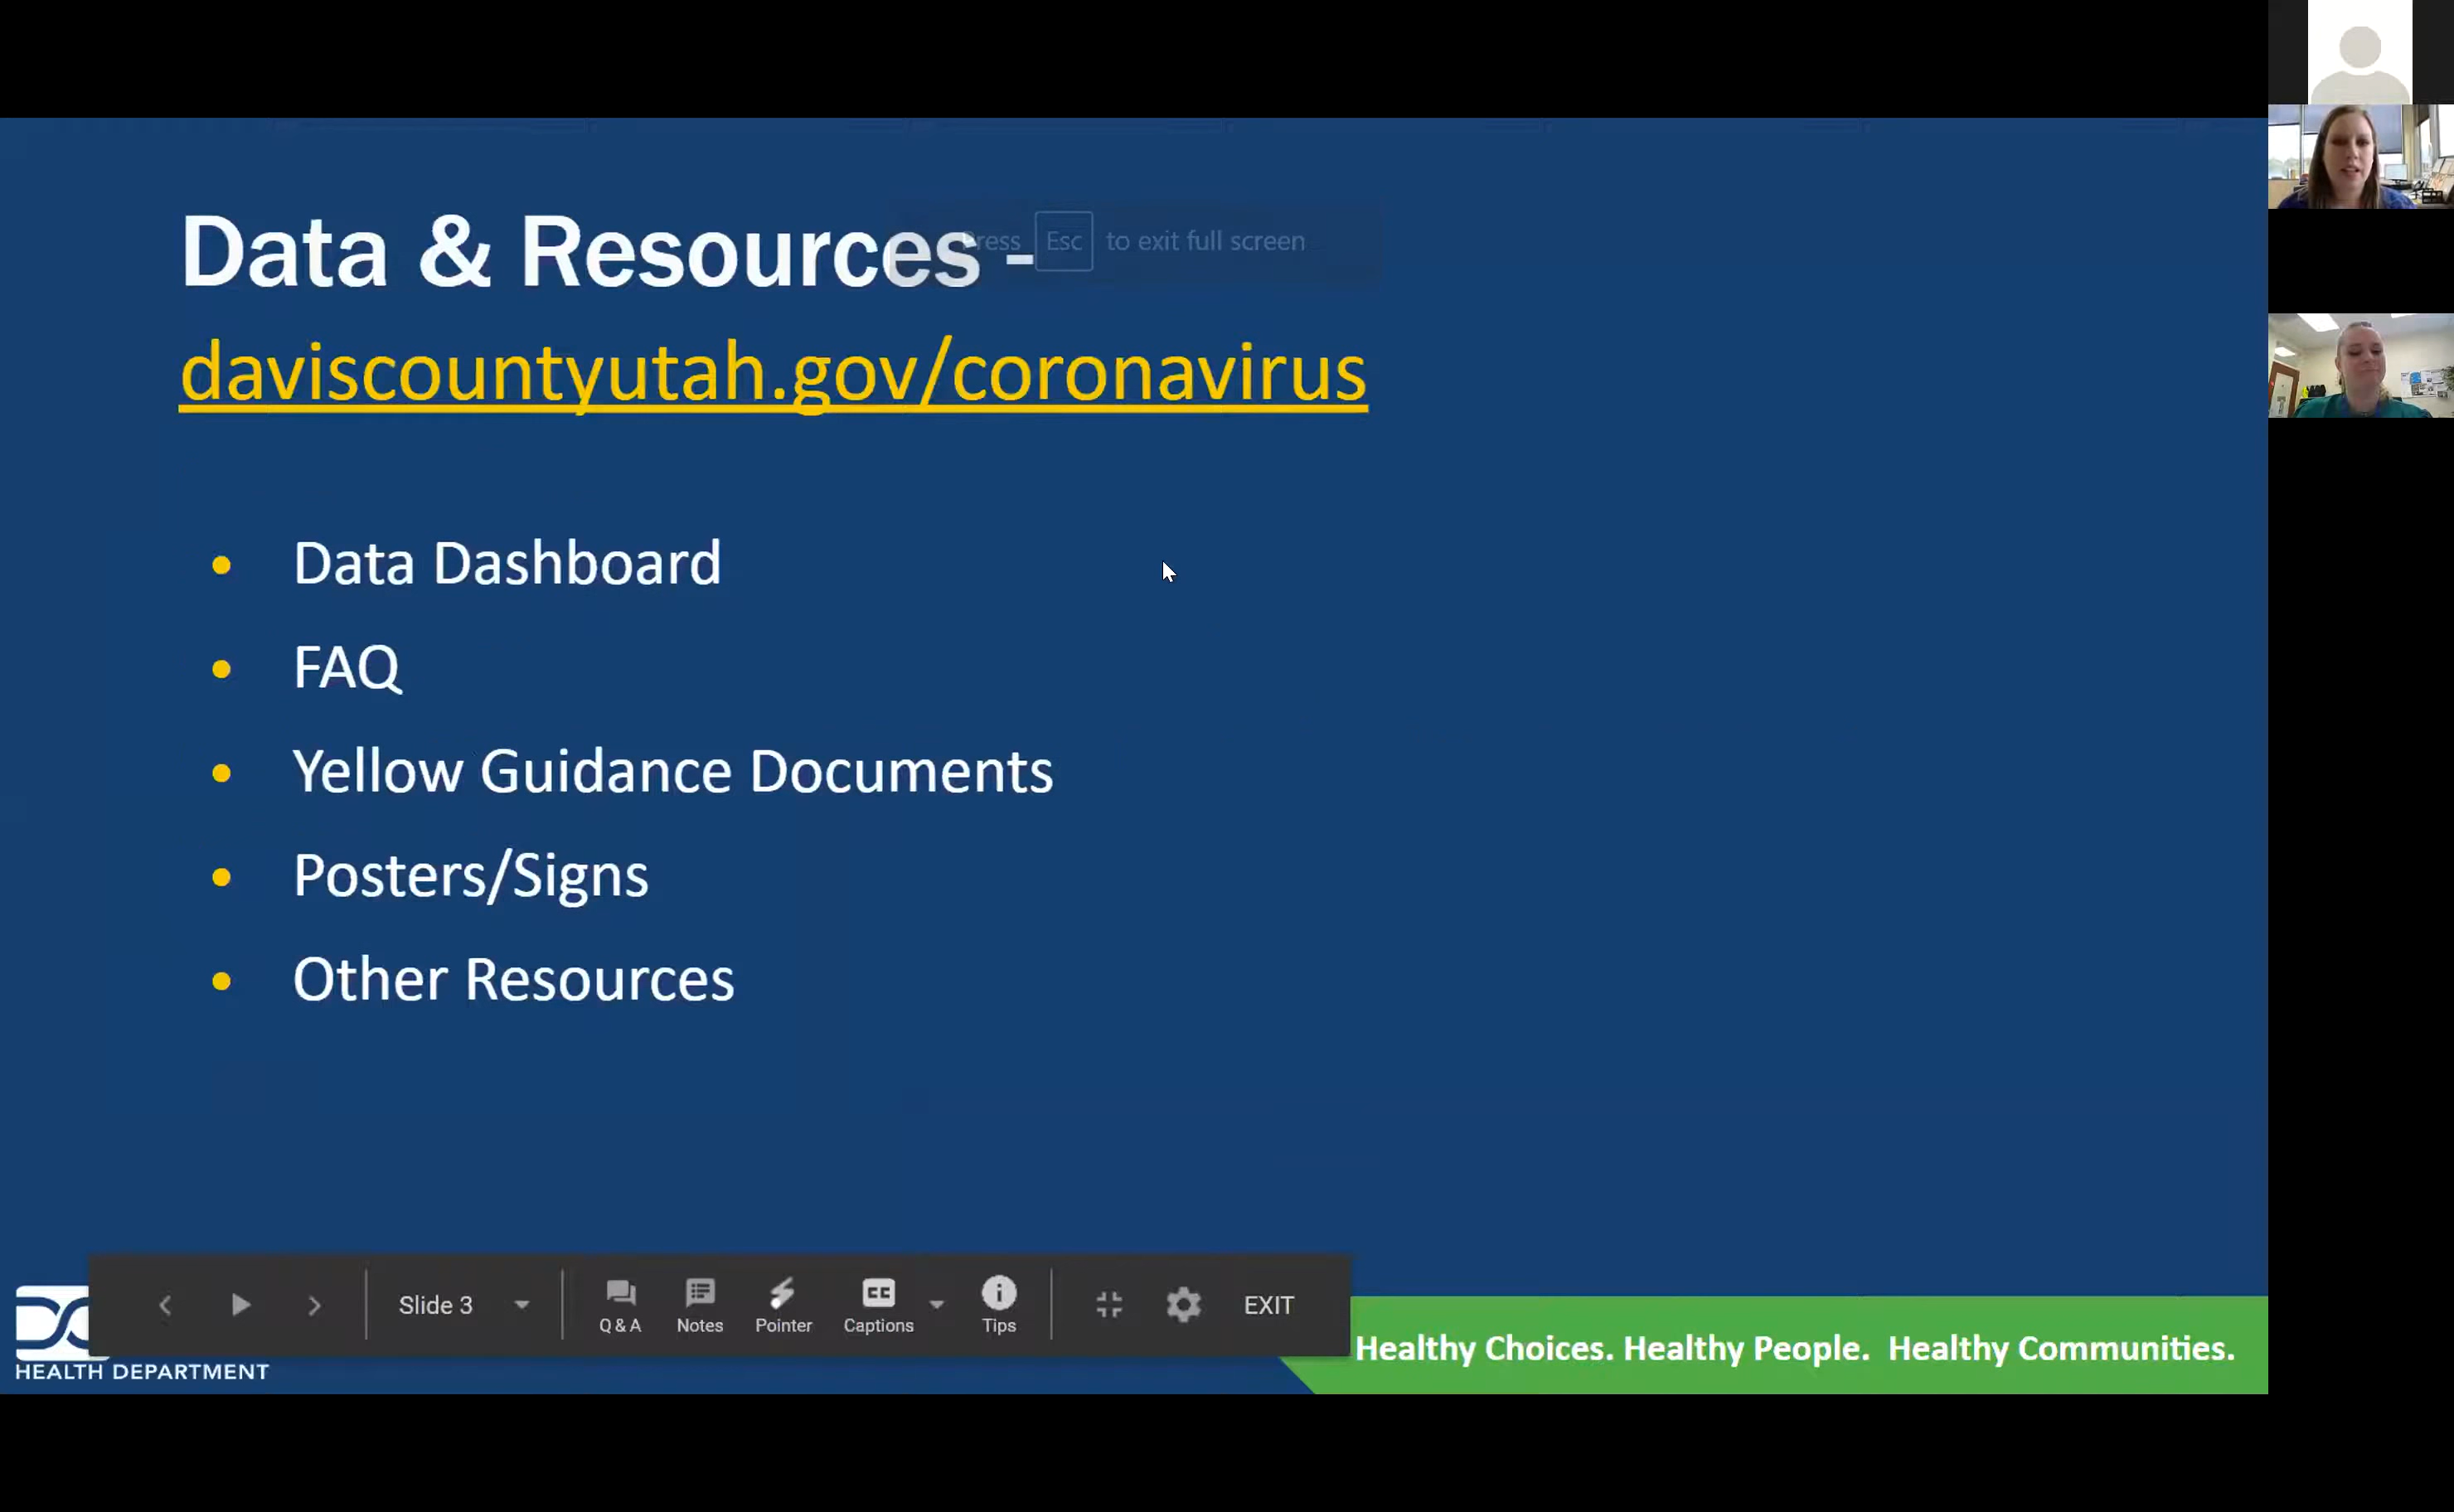 Data & Resources -
Press Esc to exit full screen
daviscountyutah.gov/coronavirus
• Data Dashboard
• FAQ
• Yellow Guidance Documents
• Posters/Signs
• Other Resources
Slide 3
Q & A
Notes
Pointer
CC
Captions
Tips
EXIT
HEALTH DEPARTMENT
Healthy Choices. Healthy People. Healthy Communities.